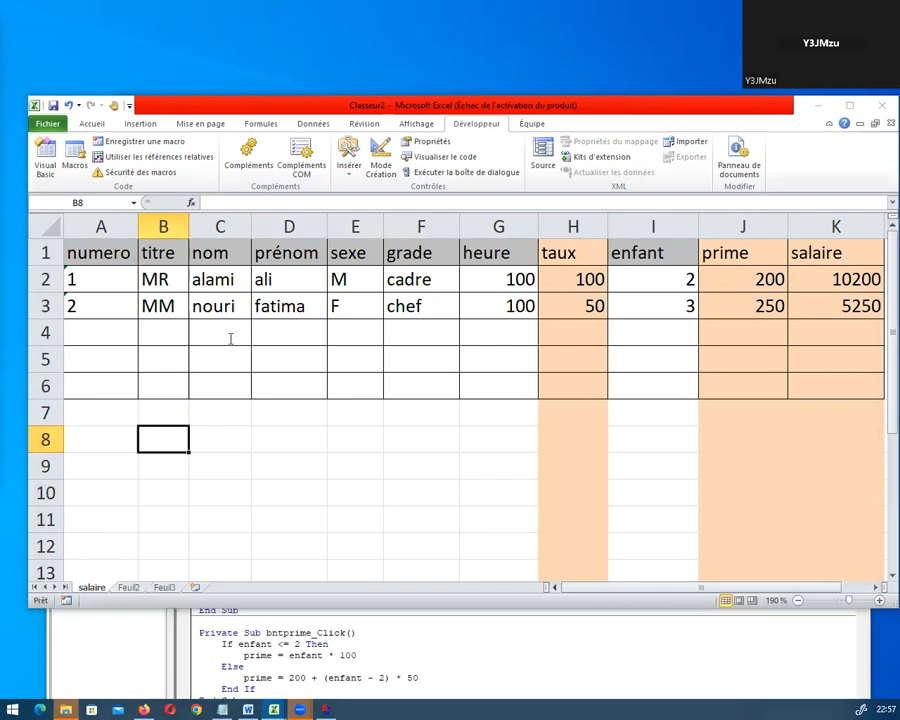 Y3JMzu
Y3JMzu
Classeur2 - Microsoft Excel (Échec de l'activation du produit)
Fichier Accueil Insertion Mise en page Formules Données Révision Affichage Développeur Équipe
Visual Basic
Macros
Enregistrer une macro
Utiliser les références relatives
Sécurité des macros
Code
Compléments
Compléments COM
Compléments
Insérer
Mode Création
Propriétés
Visualiser le code
Exécuter la boîte de dialogue
Contrôles
Source
Propriétés du mappage
Kits d'extension
Actualiser les données
Importer
Exporter
XML
Panneau de documents
Modifier
B8 fx
A B C D E F G H I J K
1 numero titre nom prénom sexe grade heure taux enfant prime salaire
2 1 MR alami ali M cadre 100 100 2 200 10200
3 2 MM nouri fatima F chef 100 50 3 250 5250
4
5
6
7
8
9
10
11
12
13
salaire Feuil2 Feuil3
Prêt 190 %
End Sub
Private Sub bntprime_Click()
If enfant <= 2 Then
prime = enfant * 100
Else
prime = 200 + (enfant - 2) * 50
End If
22:57